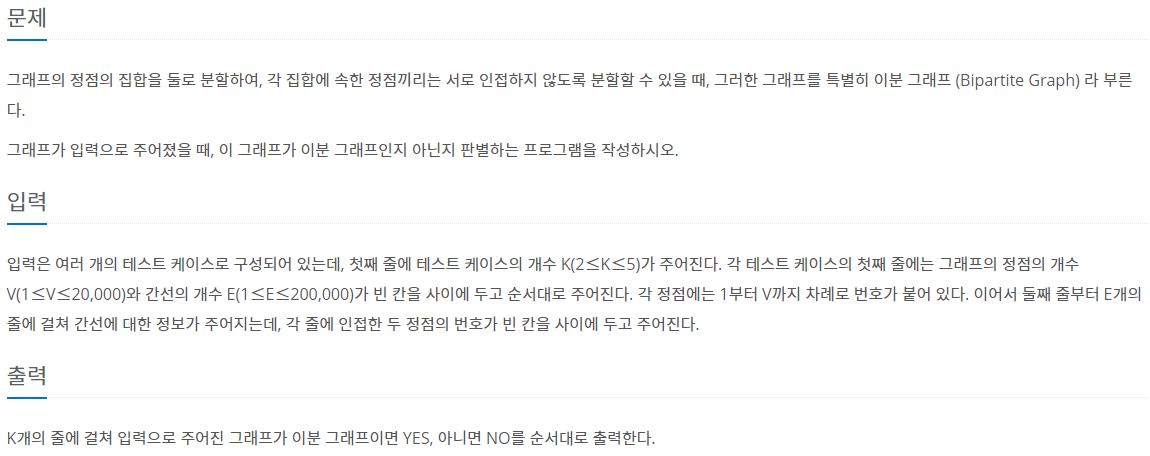 문제
그래프의 정점의 집합을 둘로 분할하여, 각 집합에 속한 정점끼리는 서로 인접하지 않도록 분할할 수 있을 때, 그러한 그래프를 특별히 이분 그래프 (Bipartite Graph) 라 부른
다.
그래프가 입력으로 주어졌을 때, 이 그래프가 이분 그래프인지 아닌지 판별하는 프로그램을 작성하시오.
입력
입력은 여러 개의 테스트 케이스로 구성되어 있는데, 첫째 줄에 테스트 케이스의 개수 K(2≤K≤5)가 주어진다. 각 테스트 케이스의 첫째 줄에는 그래프의 정점의 개수
V(1≤V≤20,000)와 간선의 개수 E(1≤E≤200,000)가 빈 칸을 사이에 두고 순서대로 주어진다. 각 정점에는 1부터 V까지 차례로 번호가 붙어 있다. 이어서 둘째 줄부터 E개의
줄에 걸쳐 간선에 대한 정보가 주어지는데, 각 줄에 인접한 두 정점의 번호가 빈 칸을 사이에 두고 주어진다.
출력
K개의 줄에 걸쳐 입력으로 주어진 그래프가 이분 그래프이면 YES, 아니면 NO를 순서대로 출력한다.